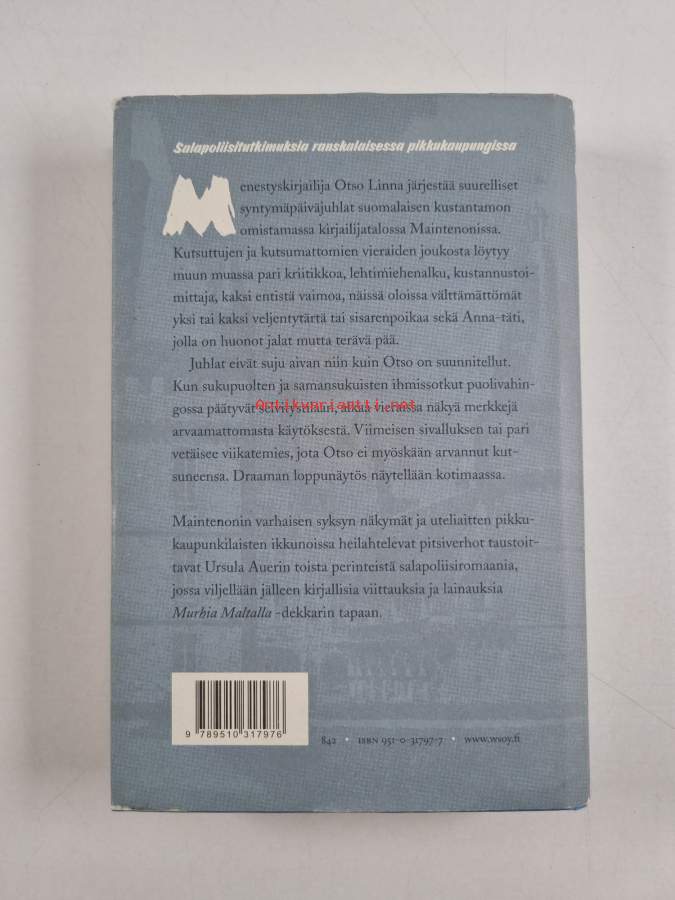 Salapoliisitutkimuksia ranskalaisessa pikkukaupungissa
Menestyskirjailija Otso Linna järjestää suurelliset
syntymäpäiväjuhlat suomalaisen kustantamon
omistamassa kirjailijatalossa Maintenonissa.
Kutsuttujen ja kutsumattomien vieraiden joukosta löytyy
muun muassa pari kriitikkoa, lehtimiehenalku, kustannustoi-
mittaja, kaksi entistä vaimoa, näissä oloissa välttämättömät
yksi tai kaksi veljentytärtä tai sisarenpoikaa sekä Anna-täti,
jolla on huonot jalat mutta terävä pää.
Juhlat eivät suju aivan niin kuin Otso on suunnitellut.
Kun sukupuolten ja samansukuisten ihmissotkut puolivahin-
gossa päätyvät selvitystilaan, alkaa vieraissa näkyä merkkejä
Antikvariantti.net
arvaamattomasta käytöksestä. Viimeisen sivalluksen tai pari
vetäisee viikatemies, jota Otso ei myöskään arvannut kut-
suneensa. Draaman loppunäytös näytellään kotimaassa.
Maintenonin varhaisen syksyn näkymät ja uteliaitten pikku-
kaupunkilaisten ikkunoissa heilahtelevat pitsiverhot taustoit-
tavat Ursula Auerin toista perinteistä salapoliisiromaania,
jossa viljellään jälleen kirjallisia viittauksia ja lainauksia
Murhia Maltalla -dekkarin tapaan.
9 789510 317976
842 • ISBN 951-0-31797-7 • www.wsoy.fi